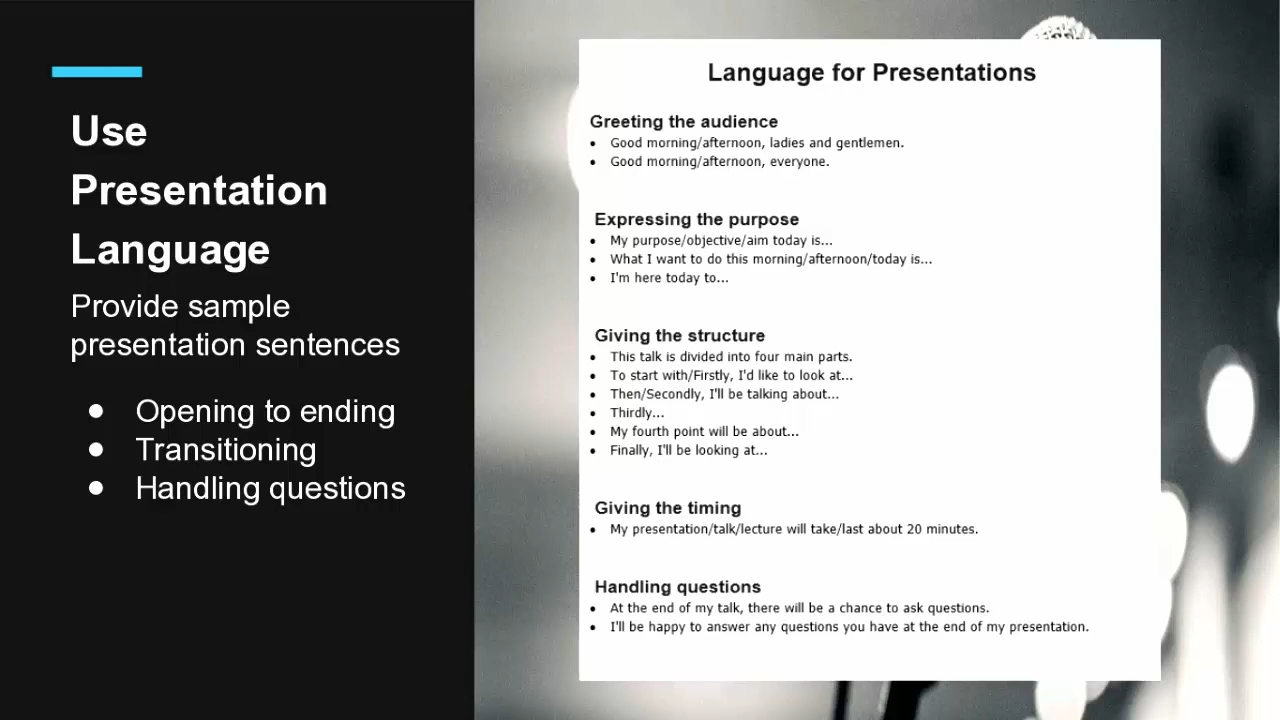 Use
Presentation
Language
Provide sample
presentation sentences
● Opening to ending
● Transitioning
● Handling questions
Language for Presentations
Greeting the audience
• Good morning/afternoon, ladies and gentlemen.
• Good morning/afternoon, everyone.
Expressing the purpose
• My purpose/objective/aim today is...
• What I want to do this morning/afternoon/today is...
• I'm here today to...
Giving the structure
• This talk is divided into four main parts.
• To start with/Firstly, I'd like to look at...
• Then/Secondly, I'll be talking about...
• Thirdly...
• My fourth point will be about...
• Finally, I'll be looking at...
Giving the timing
• My presentation/talk/lecture will take/last about 20 minutes.
Handling questions
• At the end of my talk, there will be a chance to ask questions.
• I'll be happy to answer any questions you have at the end of my presentation.